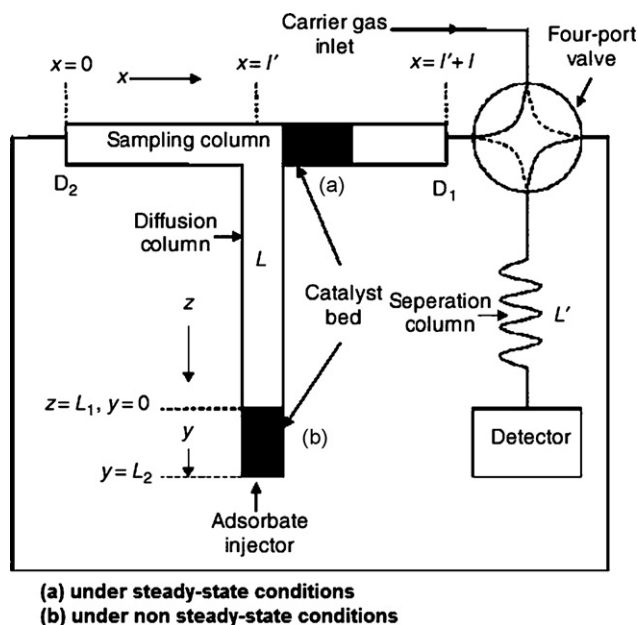 Carrier gas
inlet
Four-port
valve
x = 0
x
x = l'
x = l' + l
Sampling column
(a)
D2
D1
Diffusion
column
L
Catalyst
bed
Seperation
column
L'
z
z = L1, y = 0
y
(b)
y = L2
Detector
Adsorbate
injector
(a) under steady-state conditions
(b) under non steady-state conditions